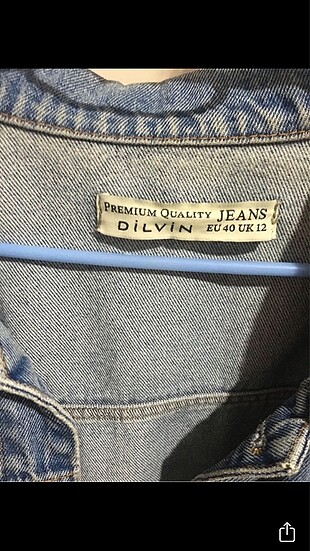 PREMIUM QUALITY JEANS
DiLViN EU 40 UK 12